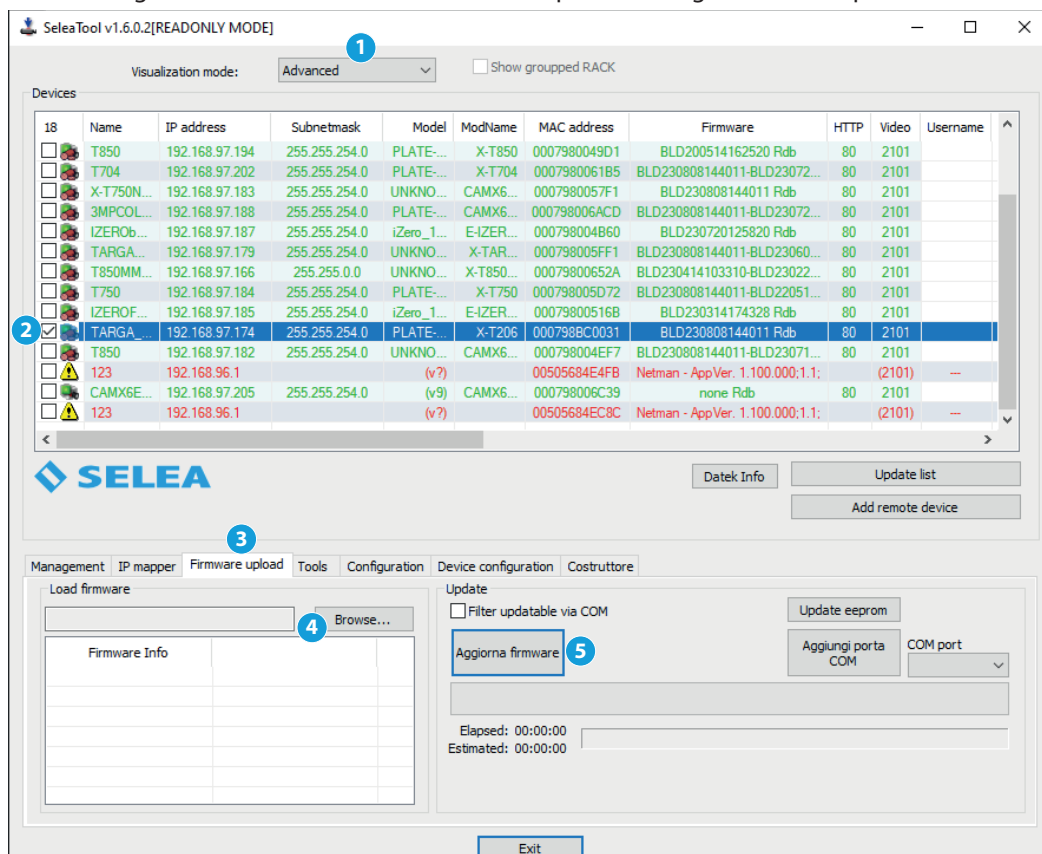 SeleaTool v1.6.0.2[READONLY MODE]
1
Visualization mode: Advanced Show groupped RACK
Devices
18 Name IP address Subnetmask Model ModName MAC address Firmware HTTP Video Username
T850 192.168.97.194 255.255.254.0 PLATE-... X-T850 0007980049D1 BLD200514162520 Rdb 80 2101
T704 192.168.97.202 255.255.254.0 PLATE-... X-T704 0007980061B5 BLD230808144011-BLD23072... 80 2101
X-T750N... 192.168.97.183 255.255.254.0 UNKNO... CAMX6... 0007980057F1 BLD230808144011 Rdb 80 2101
3MPCOL... 192.168.97.188 255.255.254.0 PLATE-... CAMX6... 000798006ACD BLD230808144011-BLD23072... 80 2101
IZEROb... 192.168.97.187 255.255.254.0 iZero_1... E-IZER... 000798004B60 BLD230720125820 Rdb 80 2101
TARGA... 192.168.97.179 255.255.254.0 UNKNO... X-TAR... 000798005FF1 BLD230808144011-BLD23060... 80 2101
T850MM... 192.168.97.166 255.255.0.0 UNKNO... X-T850... 00079800652A BLD230414103310-BLD23022... 80 2101
T750 192.168.97.184 255.255.254.0 PLATE-... X-T750 000798005D72 BLD230808144011-BLD22051... 80 2101
IZEROF... 192.168.97.185 255.255.254.0 iZero_1... E-IZER... 00079800516B BLD230314174328 Rdb 80 2101
2 TARGA_... 192.168.97.174 255.255.254.0 PLATE-... X-T206 000798BC0031 BLD230808144011 Rdb 80 2101
T850 192.168.97.182 255.255.254.0 UNKNO... CAMX6... 000798004EF7 BLD230808144011-BLD23071... 80 2101
123 192.168.96.1 (v?) 00505684E4FB Netman - AppVer. 1.100.000;1.1; (2101) ---
CAMX6E... 192.168.97.205 255.255.254.0 (v9) CAMX6... 000798006C39 none Rdb 80 2101
123 192.168.96.1 (v?) 00505684EC8C Netman - AppVer. 1.100.000;1.1; (2101) ---
SELEA
Datek Info Update list
Add remote device
3
Management IP mapper Firmware upload Tools Configuration Device configuration Costruttore
Load firmware Update
Filter updatable via COM Update eeprom
4 Browse...
Firmware Info Aggiorna firmware 5 Aggiungi porta COM COM port
Elapsed: 00:00:00
Estimated: 00:00:00
Exit